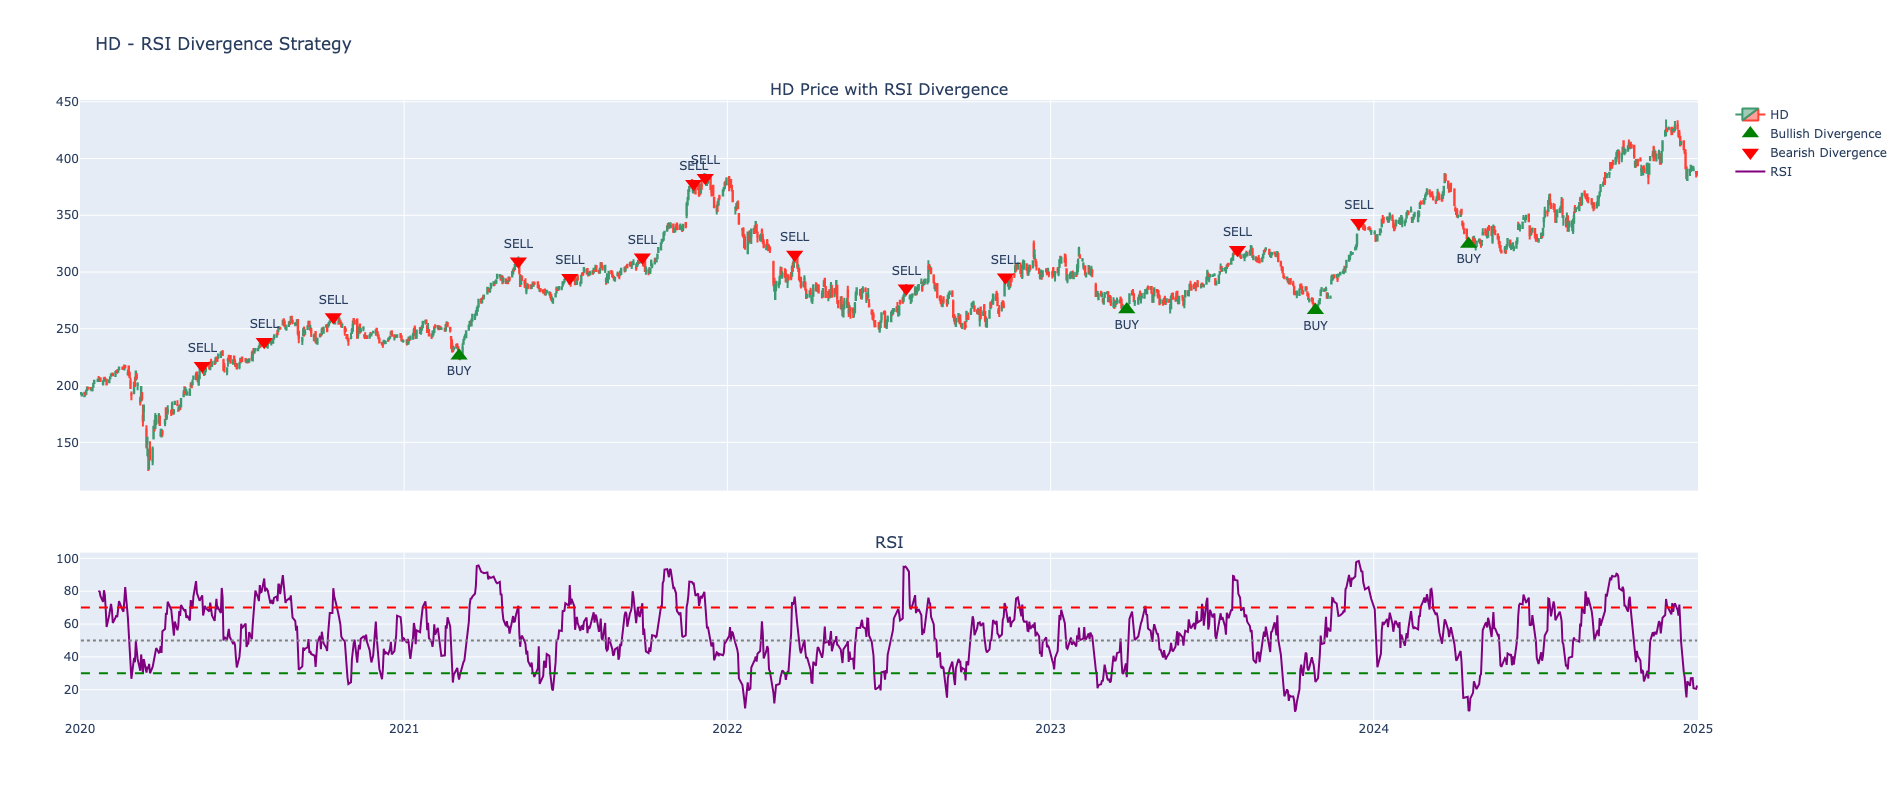 HD - RSI Divergence Strategy
HD Price with RSI Divergence
HD
Bullish Divergence
Bearish Divergence
RSI
450
400
350
300
250
200
150
SELL
SELL
SELL
BUY
SELL
SELL
SELL
SELL
SELL
SELL
SELL
SELL
BUY
SELL
BUY
SELL
BUY
RSI
100
80
60
40
20
2020
2021
2022
2023
2024
2025